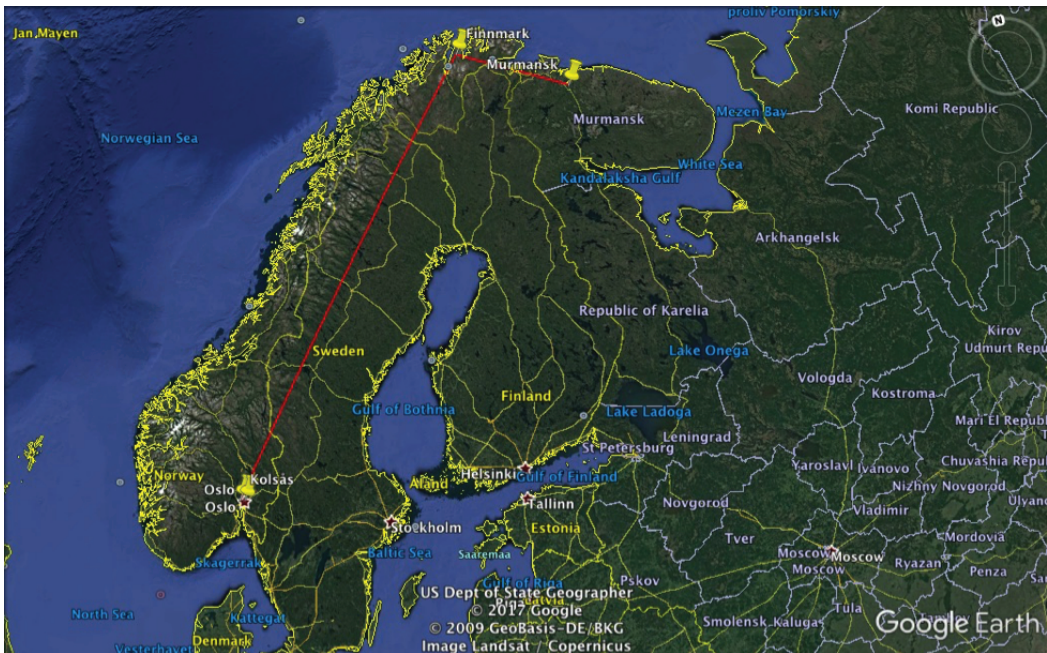 Jan Mayen
Finnmark
proliv Pomorskiy
N
Murmansk
Komi Republic
Norwegian Sea
Mezen Bay
Murmansk
White Sea
Kandalaksha Gulf
Arkhangelsk
Republic of Karelia
Kirov
Udmurt Repu
Sweden
Lake Onega
Vologda
Finland
Kostroma
Gulf of Bothnia
Lake Ladoga
Mari El Republic
Leningrad
St Petersburg
Chuvashia Repu
Yaroslavl
Ivanovo
Norway
Kolsås
Helsinki
Gulf of Finland
Nizhny Novgorod
Oslo
Åland
Oslo
Tallinn
Novgorod
Vladimir
Stockholm
Estonia
Tver
Mordovia
Baltic Sea
Saaremaa
Moscow
Moscow
Moscow
Ryazan
Skagerrak
Pskov
Penza
Gulf of Riga
US Dept of State Geographer
North Sea
Kattegat
© 2017 Google
Tula
Smolensk
Kaluga
Google Earth
© 2009 GeoBasis-DE/BKG
Denmark
Vesterhavet
Image Landsat / Copernicus